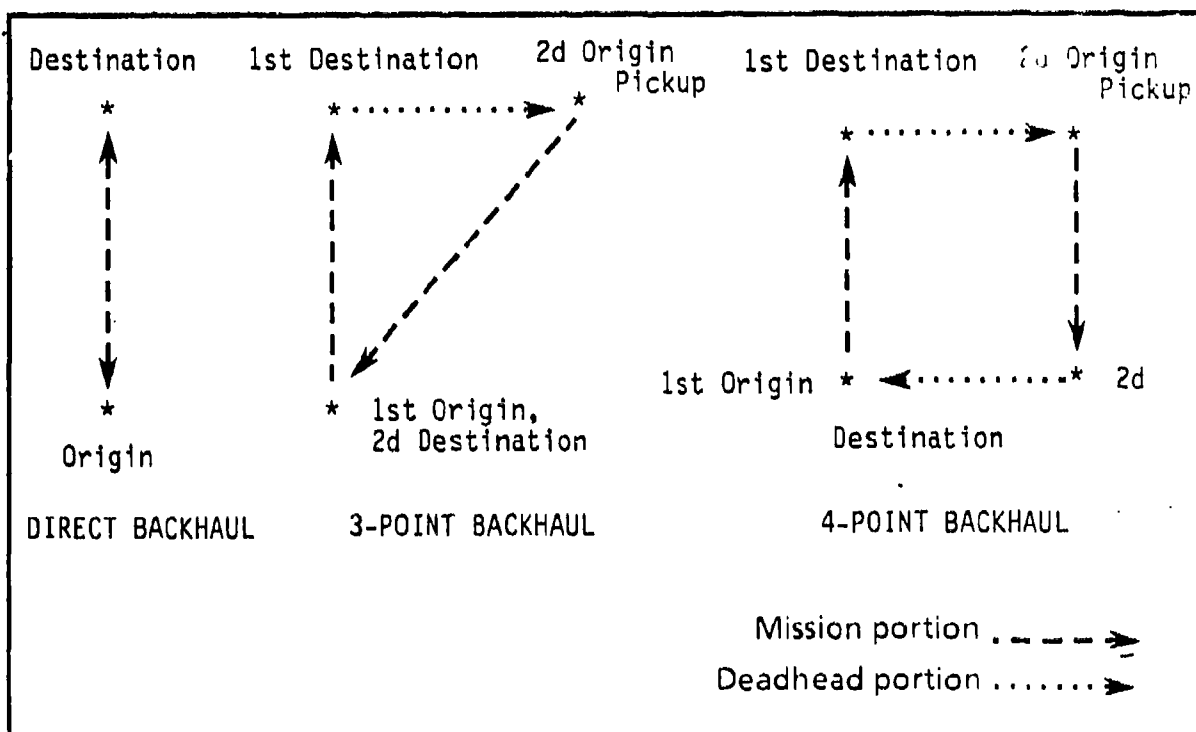 Destination 1st Destination 2d Origin
Pickup
1st Destination Origin
Pickup
1st Origin,
2d Destination
Origin
1st Origin 2d
Destination
DIRECT BACKHAUL 3-POINT BACKHAUL 4-POINT BACKHAUL
Mission portion
Deadhead portion